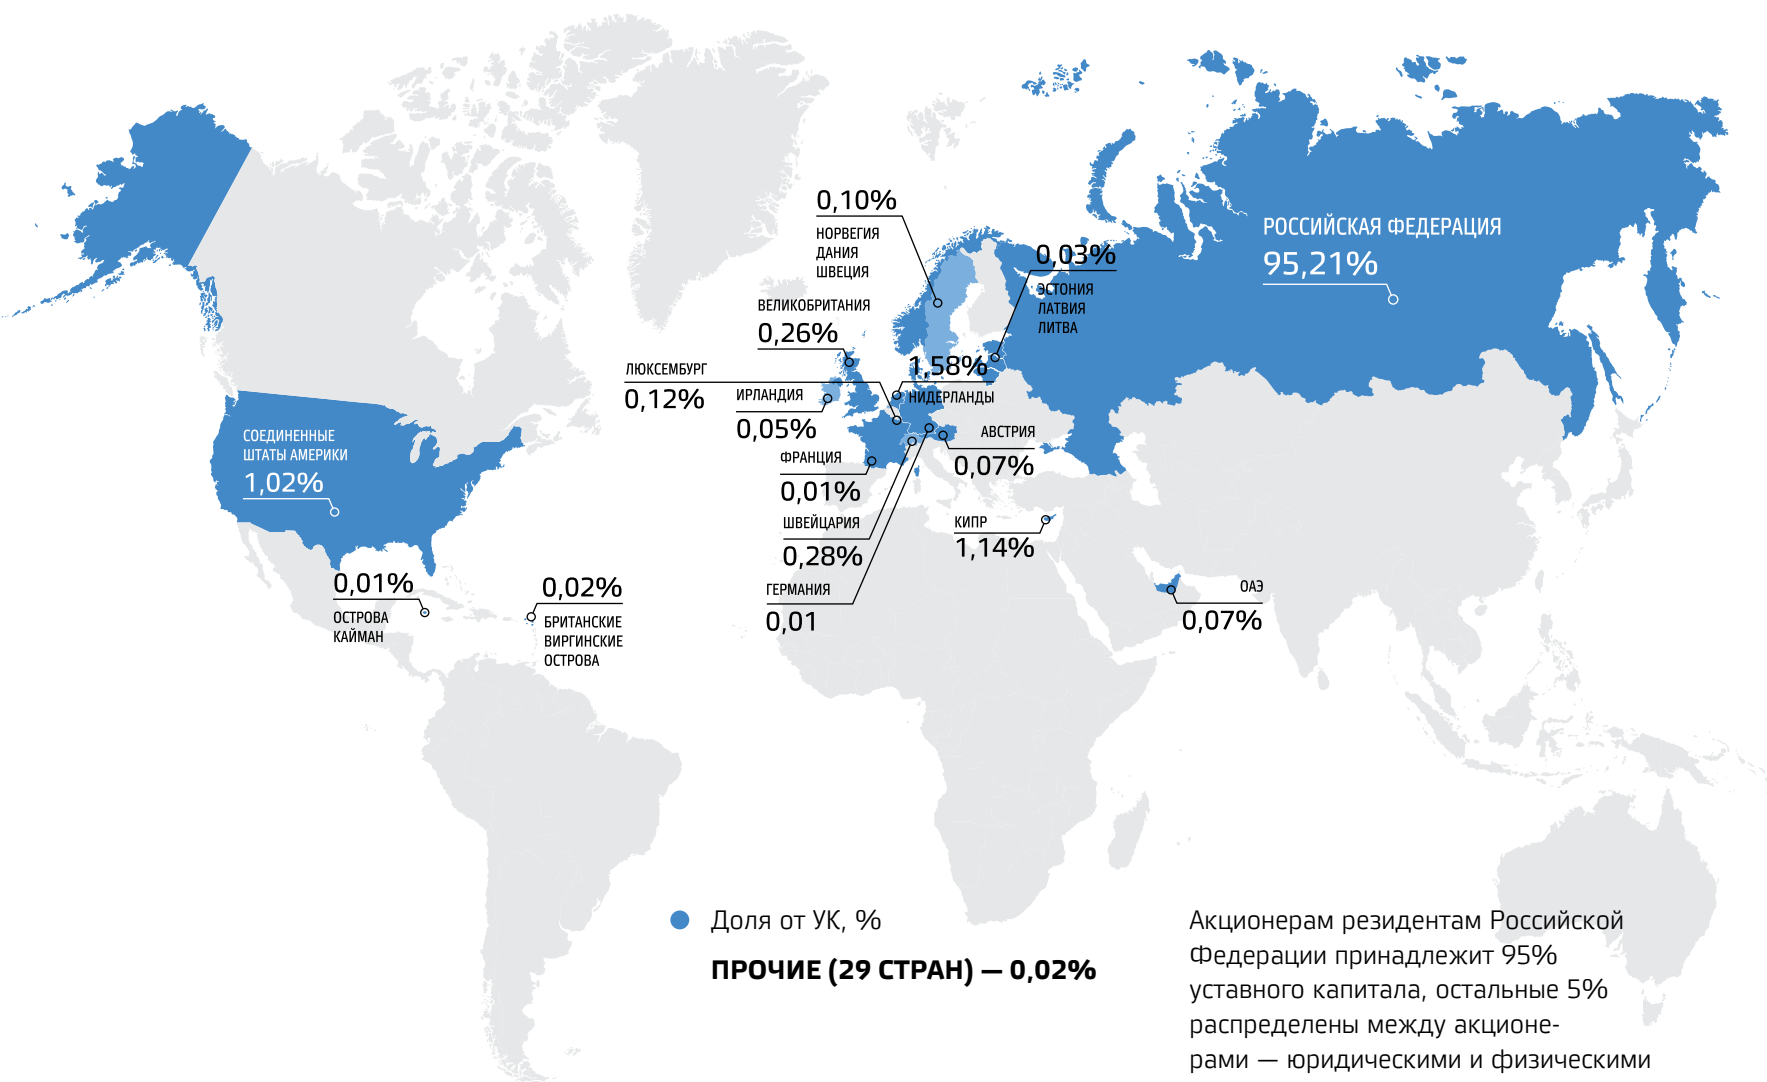 0,10%
НОРВЕГИЯ
ДАНИЯ
ШВЕЦИЯ
0,03%
ЭСТОНИЯ
ЛАТВИЯ
ЛИТВА
РОССИЙСКАЯ ФЕДЕРАЦИЯ
95,21%
ВЕЛИКОБРИТАНИЯ
0,26%
ЛЮКСЕМБУРГ
0,12%
1,58%
НИДЕРЛАНДЫ
ИРЛАНДИЯ
0,05%
АВСТРИЯ
0,07%
СОЕДИНЕННЫЕ
ШТАТЫ АМЕРИКИ
1,02%
ФРАНЦИЯ
0,01%
ШВЕЙЦАРИЯ
0,28%
КИПР
1,14%
ГЕРМАНИЯ
0,01
ОАЭ
0,07%
0,01%
ОСТРОВА
КАЙМАН
0,02%
БРИТАНСКИЕ
ВИРГИНСКИЕ
ОСТРОВА
Доля от УК, %
ПРОЧИЕ (29 СТРАН) — 0,02%
Акционерам резидентам Российской
Федерации принадлежит 95%
уставного капитала, остальные 5%
распределены между акционе-
рами — юридическими и физическими